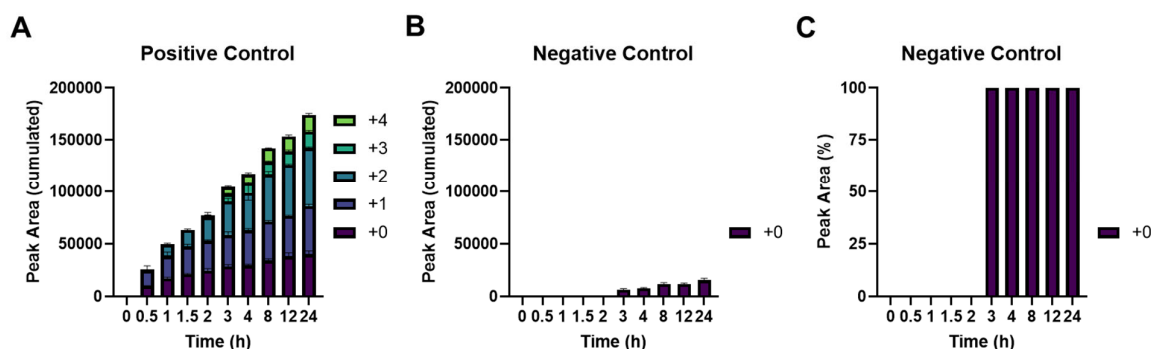 A
Positive Control
Peak Area (cumulated)
200000
150000
100000
50000
0
0 0.5 1 1.5 2 3 4 8 12 24
Time (h)
+4
+3
+2
+1
+0
B
Negative Control
Peak Area (cumulated)
200000
150000
100000
50000
0
0 0.5 1 1.5 2 3 4 8 12 24
Time (h)
+0
C
Negative Control
Peak Area (%)
100
75
50
25
0
0 0.5 1 1.5 2 3 4 8 12 24
Time (h)
+0